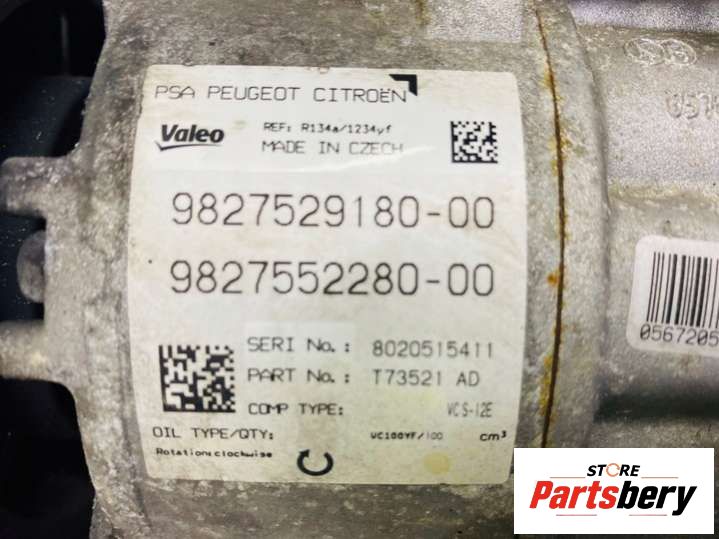 PSA PEUGEOT CITROËN
Valeo
REF: R134a/1234yf
MADE IN CZECH
9827529180-00
9827552280-00
SERI No.: 8020515411
PART No.: T73521 AD
COMP TYPE: VCS-12E
OIL TYPE/QTY: VC100YF/100 cm³
Rotation:clockwise
0567205
STORE
Partsbery